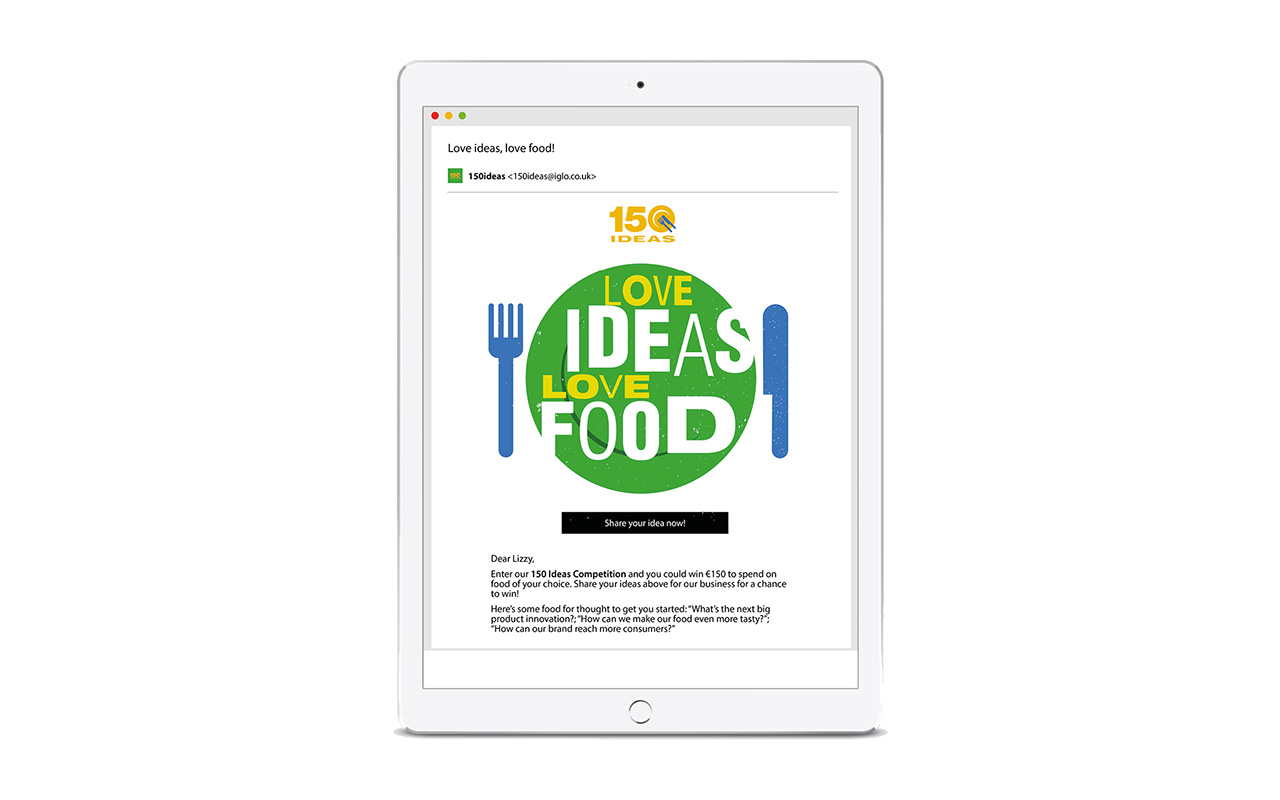 Love ideas, love food!
150ideas <150ideas@iglo.co.uk>
150
IDEAS
LOVE
IDEAS
LOVE
FOOD
Share your idea now!
Dear Lizzy,
Enter our 150 Ideas Competition and you could win €150 to spend on
food of your choice. Share your ideas above for our business for a chance
to win!
Here's some food for thought to get you started: “What's the next big
product innovation?; “How can we make our food even more tasty?”;
“How can our brand reach more consumers?”